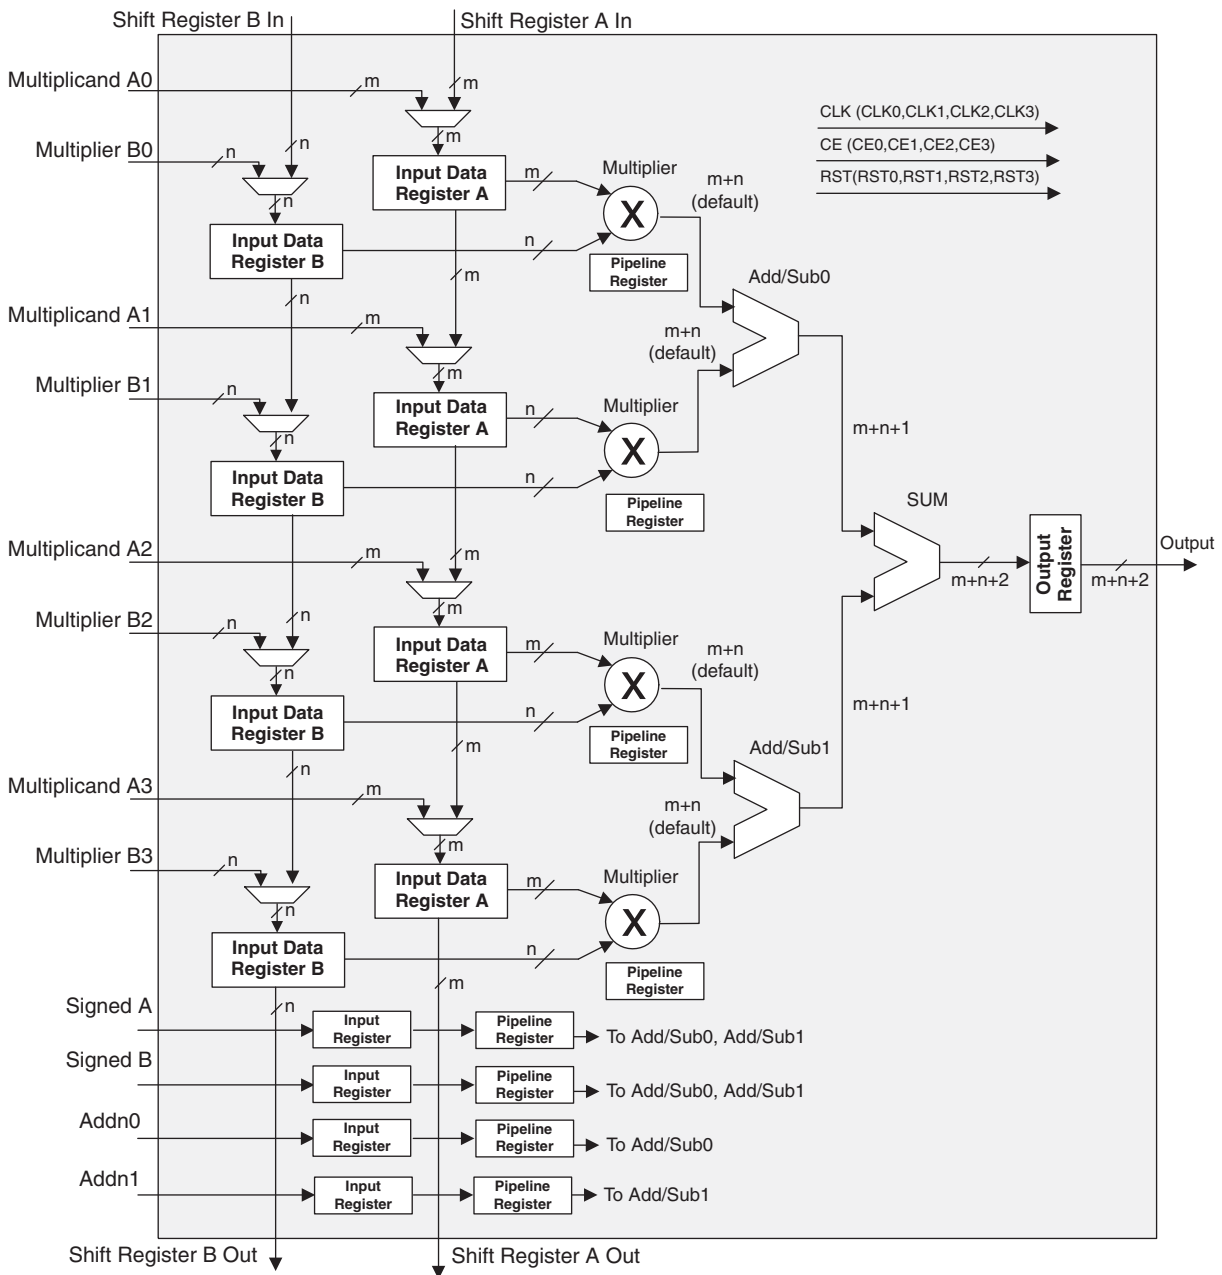 Shift Register B In
Shift Register A In
Multiplicand A0
m
m
CLK (CLK0,CLK1,CLK2,CLK3)
m
Multiplier B0
n
n
CE (CE0,CE1,CE2,CE3)
RST(RST0,RST1,RST2,RST3)
n
Input Data
Register A
m
Multiplier
X
m+n
(default)
Input Data
Register B
n
Pipeline
Register
m
n
Add/Sub0
Multiplicand A1
m
m+n
(default)
m
Multiplier B1
n
n
Input Data
Register A
n
Multiplier
X
m+n+1
Input Data
Register B
n
Pipeline
Register
SUM
Multiplicand A2
m
m
m
Output
Register
m+n+2
m+n+2
Output
Multiplier B2
n
n
n
Input Data
Register A
m
Multiplier
X
m+n
(default)
m+n+1
Input Data
Register B
n
Pipeline
Register
m
n
Add/Sub1
Multiplicand A3
m
m+n
(default)
m
Multiplier B3
n
n
Input Data
Register A
m
Multiplier
X
Input Data
Register B
n
Pipeline
Register
m
n
Signed A
Input
Register
Pipeline
Register
To Add/Sub0, Add/Sub1
Signed B
Input
Register
Pipeline
Register
To Add/Sub0, Add/Sub1
Addn0
Input
Register
Pipeline
Register
To Add/Sub0
Addn1
Input
Register
Pipeline
Register
To Add/Sub1
Shift Register B Out
Shift Register A Out